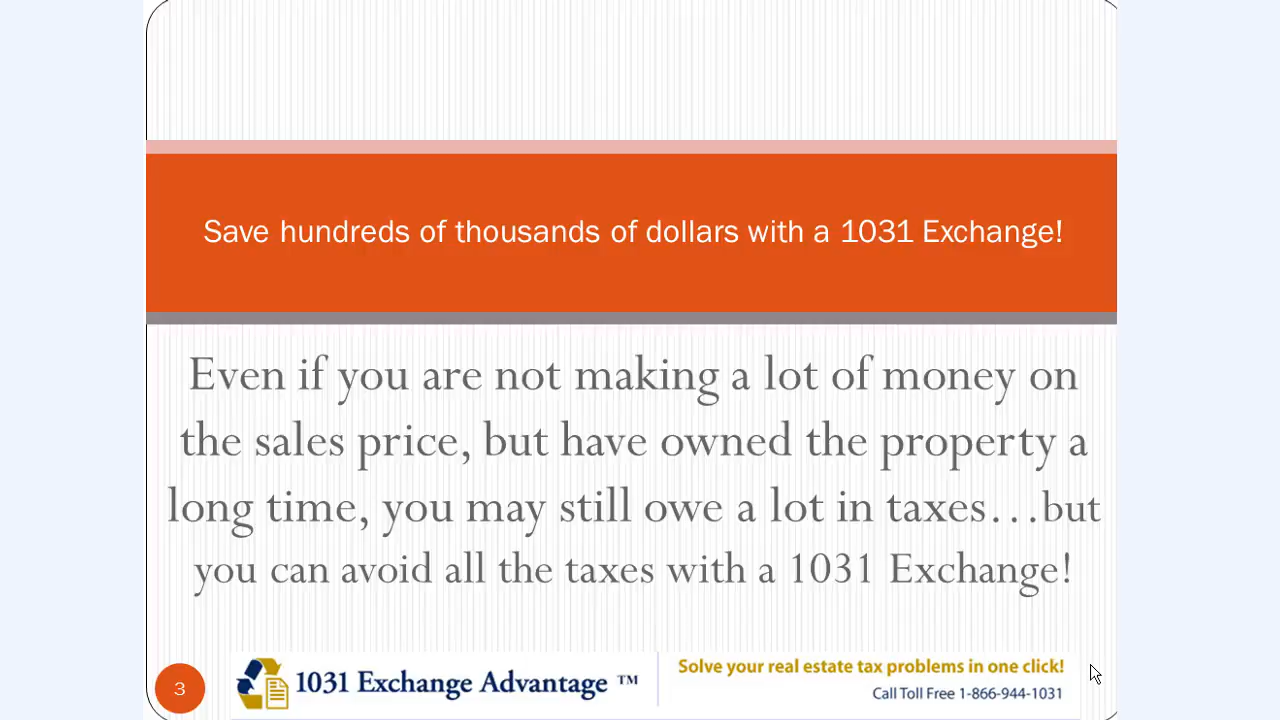 Save hundreds of thousands of dollars with a 1031 Exchange!
Even if you are not making a lot of money on
the sales price, but have owned the property a
long time, you may still owe a lot in taxes...but
you can avoid all the taxes with a 1031 Exchange!
3
1031 Exchange Advantage ™
Solve your real estate tax problems in one click!
Call Toll Free 1-866-944-1031